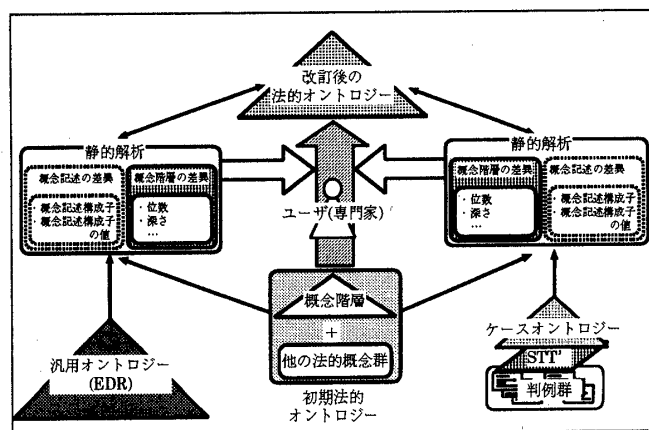 改訂後の
法的オントロジー
静的解析
概念記述の差異
・概念記述構成子
・概念記述構成子
の値
概念階層の差異
・位数
・深さ
…
ユーザ(専門家)
静的解析
概念階層の差異
・位数
・深さ
…
概念記述の差異
・概念記述構成子
・概念記述構成子
の値
概念階層
+
他の法的概念群
初期法的
オントロジー
汎用オントロジー
(EDR)
ケースオントロジー
STT'
判例群